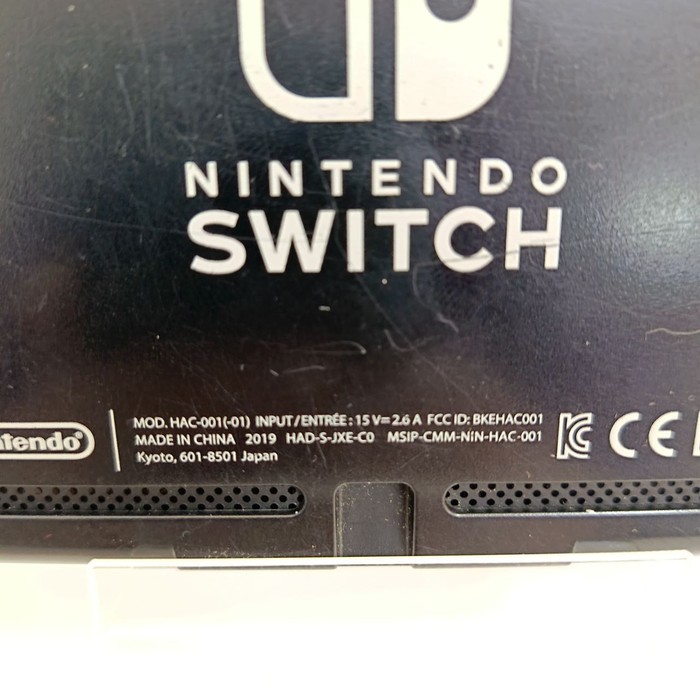 NINTENDO
SWITCH
Nintendo®
MOD. HAC-001(-01) INPUT/ENTRÉE : 15 V⎓ 2.6 A FCC ID: BKEHAC001
MADE IN CHINA 2019 HAD-S-JXE-C0 MSIP-CMM-NiN-HAC-001
Kyoto, 601-8501 Japan
CE